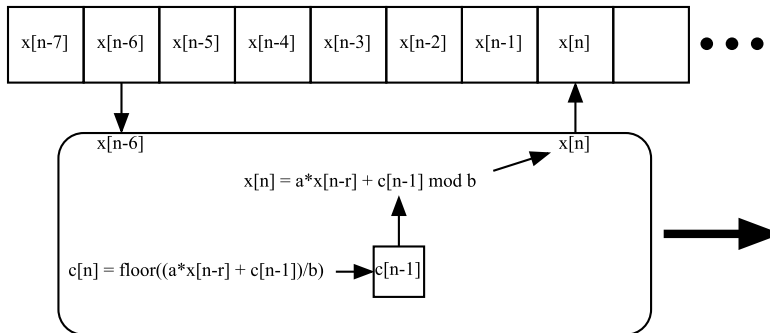 x[n-7] x[n-6] x[n-5] x[n-4] x[n-3] x[n-2] x[n-1] x[n]
x[n-6] x[n]
x[n] = a*x[n-r] + c[n-1] mod b
c[n] = floor((a*x[n-r] + c[n-1])/b) c[n-1]